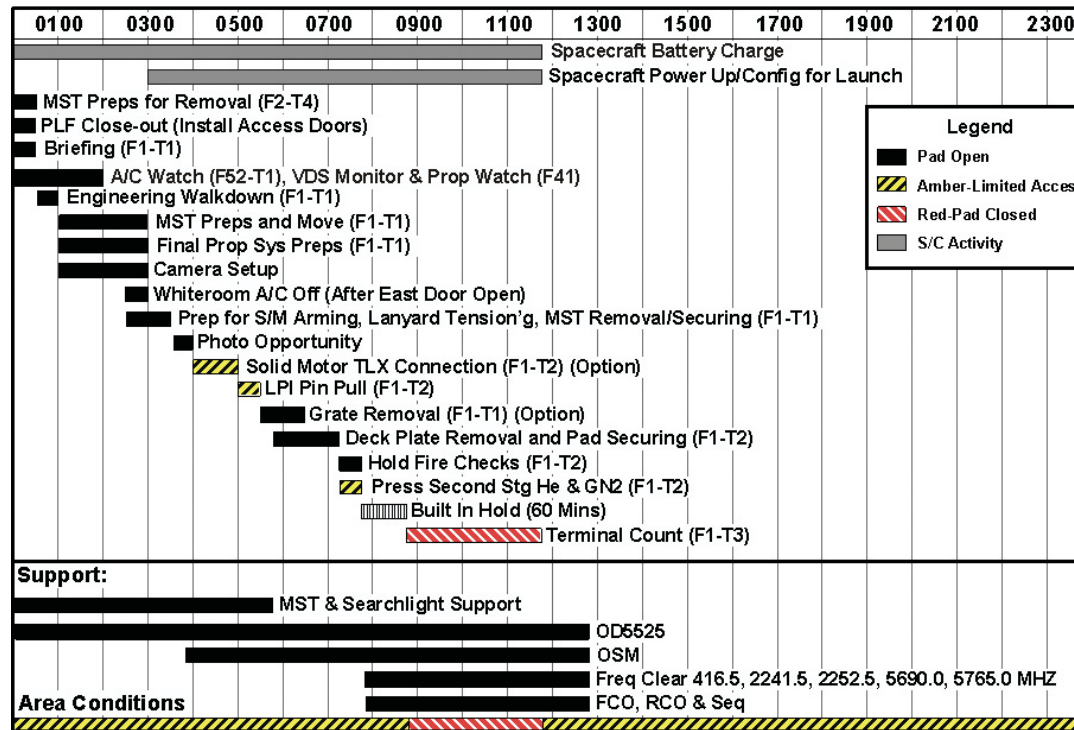 0100 0300 0500 0700 0900 1100 1300 1500 1700 1900 2100 2300
Spacecraft Battery Charge
Spacecraft Power Up/Config for Launch
MST Preps for Removal (F2-T4)
PLF Close-out (Install Access Doors)
Briefing (F1-T1)
A/C Watch (F52-T1), VDS Monitor & Prop Watch (F41)
Engineering Walkdown (F1-T1)
MST Preps and Move (F1-T1)
Final Prop Sys Preps (F1-T1)
Camera Setup
Whiteroom A/C Off (After East Door Open)
Prep for S/M Arming, Lanyard Tension'g, MST Removal/Securing (F1-T1)
Photo Opportunity
Solid Motor TLX Connection (F1-T2) (Option)
LPI Pin Pull (F1-T2)
Grate Removal (F1-T1) (Option)
Deck Plate Removal and Pad Securing (F1-T2)
Hold Fire Checks (F1-T2)
Press Second Stg He & GN2 (F1-T2)
Built In Hold (60 Mins)
Terminal Count (F1-T3)
Legend
Pad Open
Amber-Limited Acces
Red-Pad Closed
S/C Activity
Support:
MST & Searchlight Support
OD5525
OSM
Freq Clear 416.5, 2241.5, 2252.5, 5690.0, 5765.0 MHZ
FCO, RCO & Seq
Area Conditions